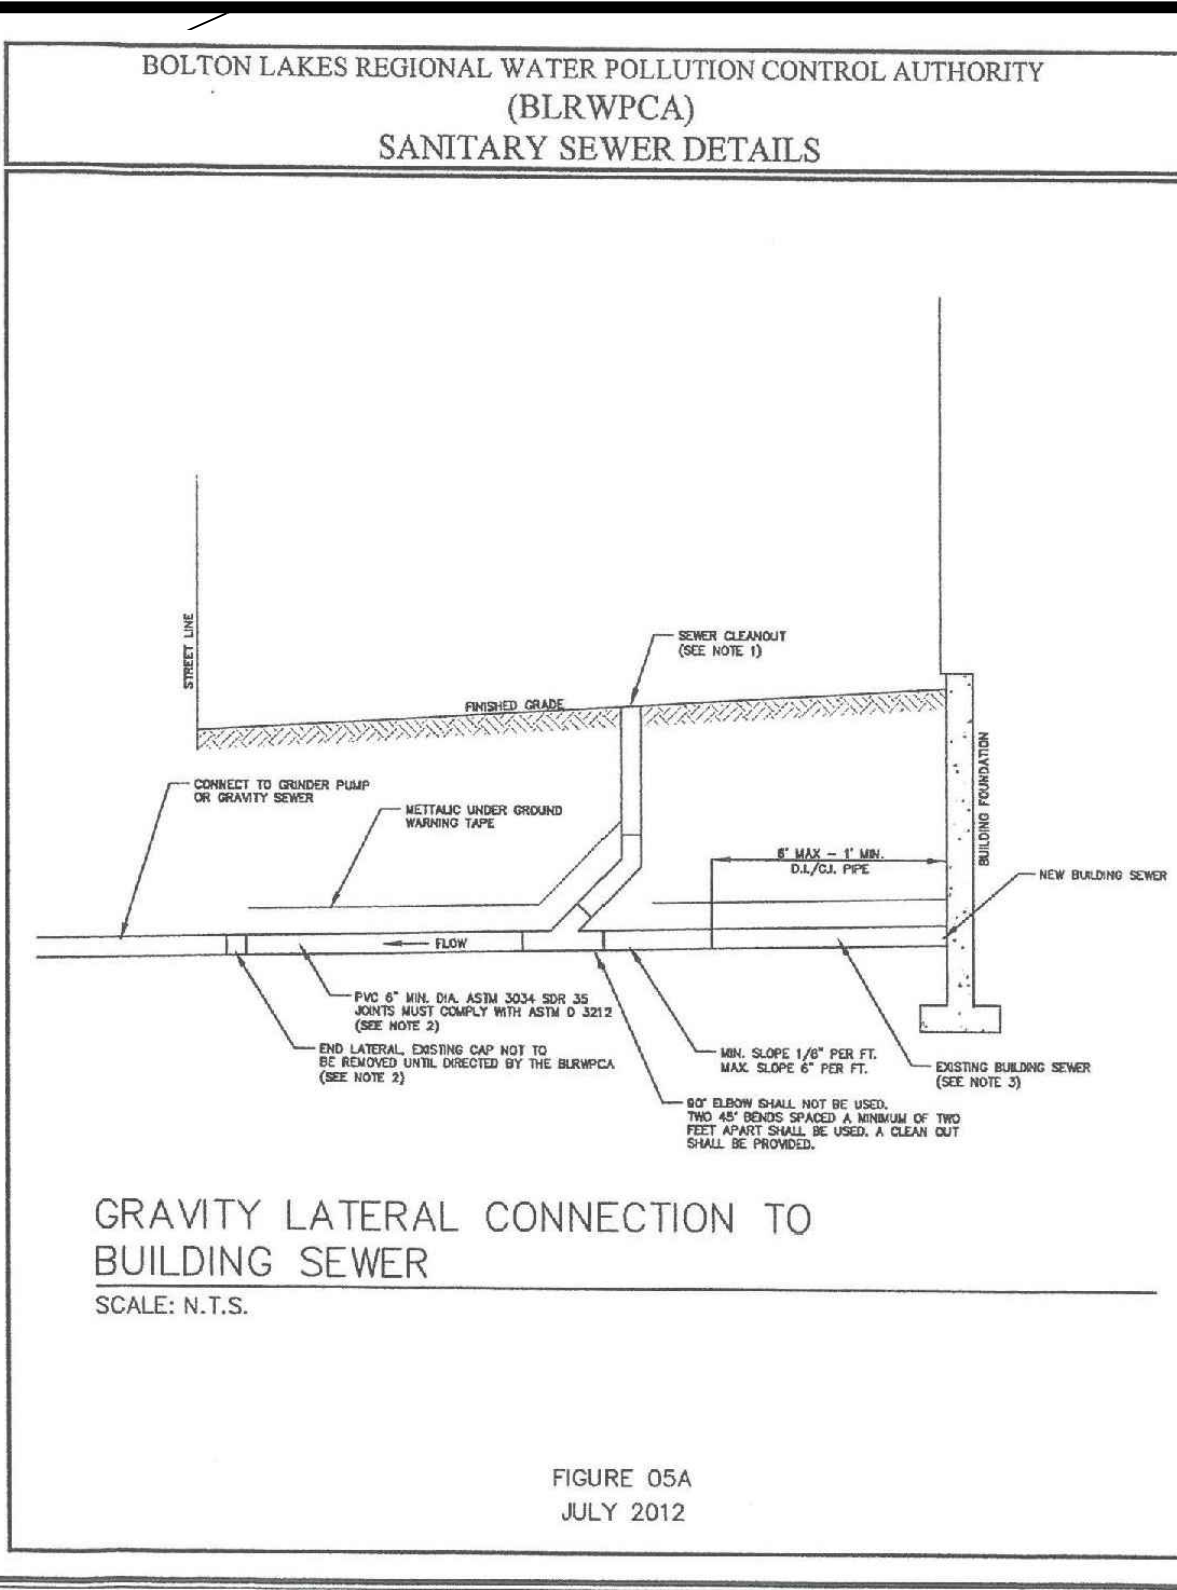 BOLTON LAKES REGIONAL WATER POLLUTION CONTROL AUTHORITY
(BLRWPCA)
SANITARY SEWER DETAILS
STREET LINE
SEWER CLEANOUT
(SEE NOTE 1)
FINISHED GRADE
CONNECT TO GRINDER PUMP
OR GRAVITY SEWER
METTALIC UNDER GROUND
WARNING TAPE
BUILDING FOUNDATION
MAX – 1' MIN.
D.I./C.I. PIPE
NEW BUILDING SEWER
FLOW
PVC 6" MIN. DIA. ASTM 3034 SDR 35
JOINTS MUST COMPLY WITH ASTM D 3212
(SEE NOTE 2)
END LATERAL, EXISTING CAP NOT TO
BE REMOVED UNTIL DIRECTED BY THE BLRWPCA
(SEE NOTE 2)
MIN. SLOPE PER FT.
MAX. SLOPE 6" PER FT.
EXISTING BUILDING SEWER
(SEE NOTE 3)
90° ELBOW SHALL NOT BE USED.
TWO 45° BENDS SPACED A MINIMUM OF TWO
FEET APART SHALL BE USED. A CLEAN OUT
SHALL BE PROVIDED.
GRAVITY LATERAL CONNECTION TO
BUILDING SEWER
SCALE: N.T.S.
FIGURE 05A
JULY 2012